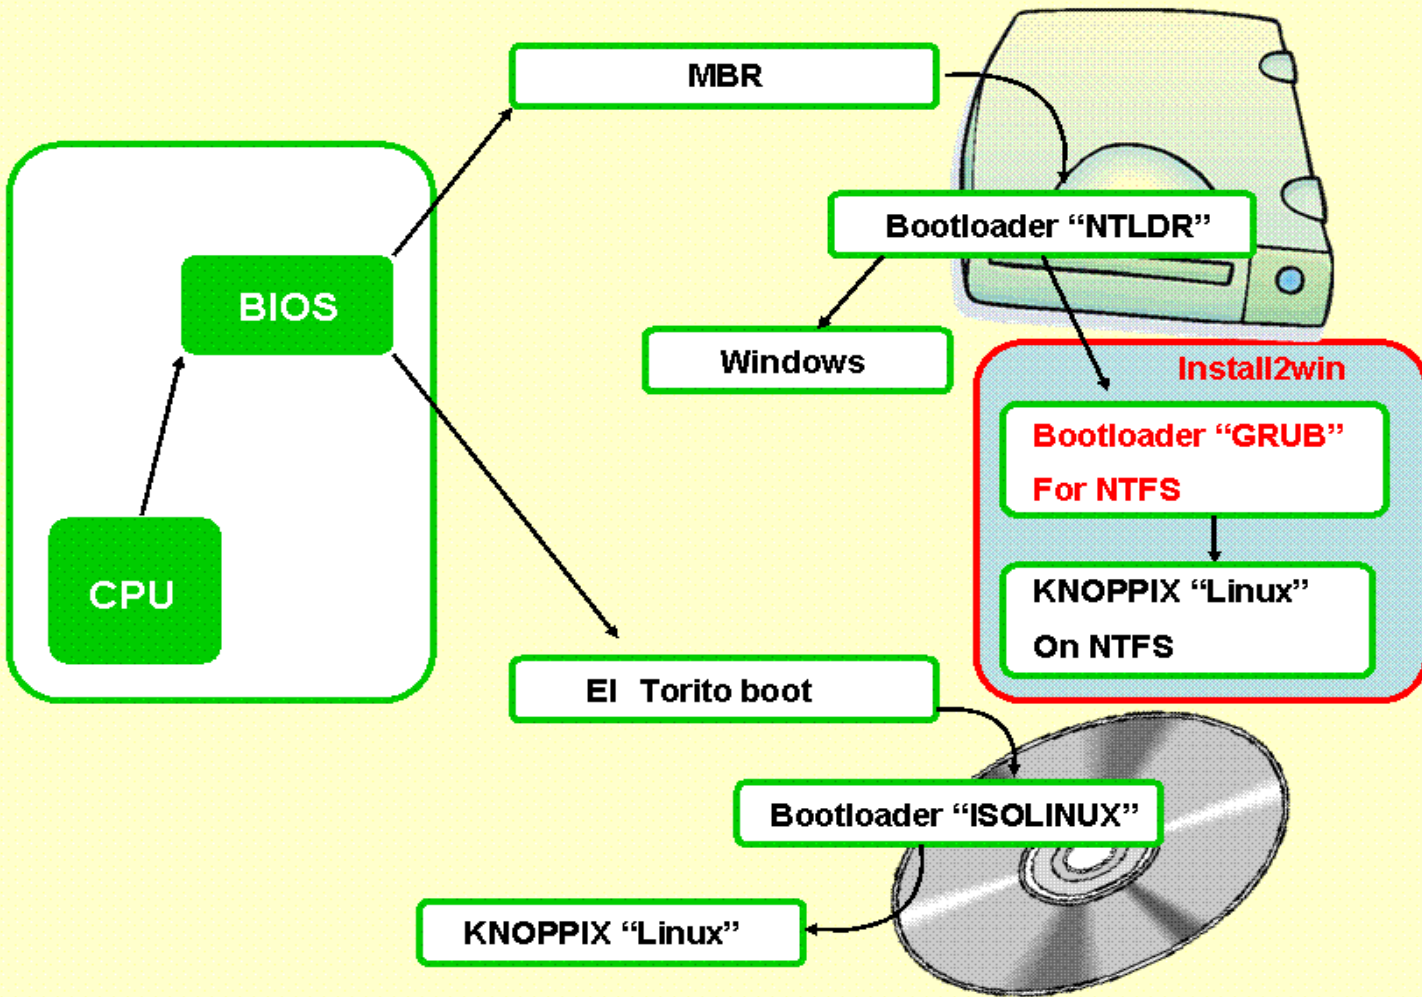 MBR
Bootloader “NTLDR”
BIOS
Windows
Install2win
Bootloader “GRUB”
For NTFS
CPU
KNOPPIX “Linux”
On NTFS
El Torito boot
Bootloader “ISOLINUX”
KNOPPIX “Linux”